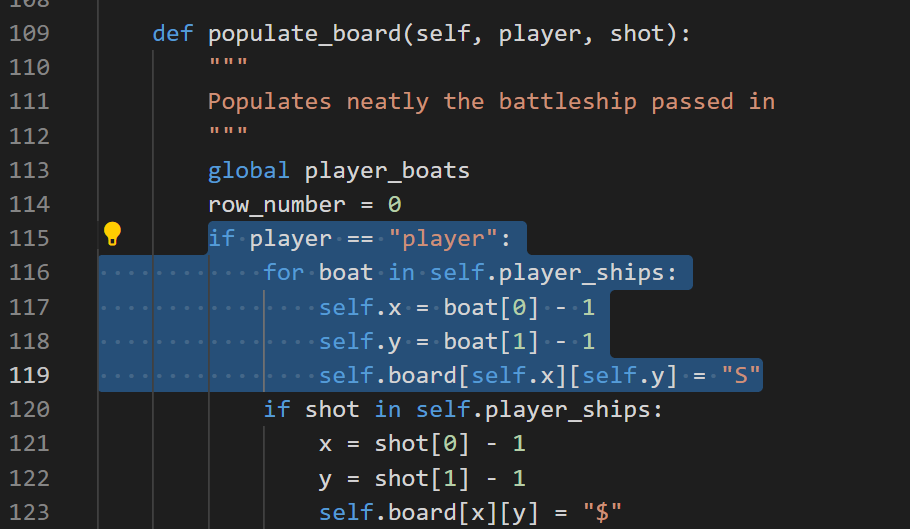 108
109 def populate_board(self, player, shot):
110 """
111 Populates neatly the battleship passed in
112 """
113 global player_boats
114 row_number = 0
115 if player == "player":
116 for boat in self.player_ships:
117 self.x = boat[0] - 1
118 self.y = boat[1] - 1
119 self.board[self.x][self.y] = "S"
120 if shot in self.player_ships:
121 x = shot[0] - 1
122 y = shot[1] - 1
123 self.board[x][y] = "$"